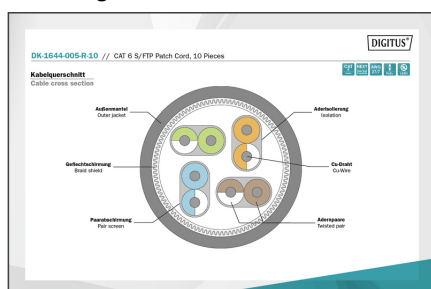 DIGITUS®
DK-1644-005-R-10 // CAT 6 S/FTP Patch Cord, 10 Pieces
Kabelquerschnitt
Cable cross section
Außenmantel
Outer jacket
Aderisolierung
Isolation
Geflechtschirmung
Braid shield
Cu-Draht
Cu-Wire
Paarabschirmung
Pair screen
Adernpaare
Twisted pair